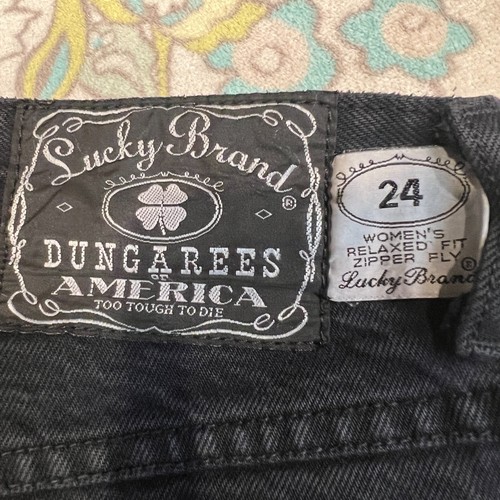 Lucky Brand®
DUNGAREES
OF
AMERICA
TOO TOUGH TO DIE
24
WOMEN'S
RELAXED FIT
ZIPPER FLY
Lucky Brand®